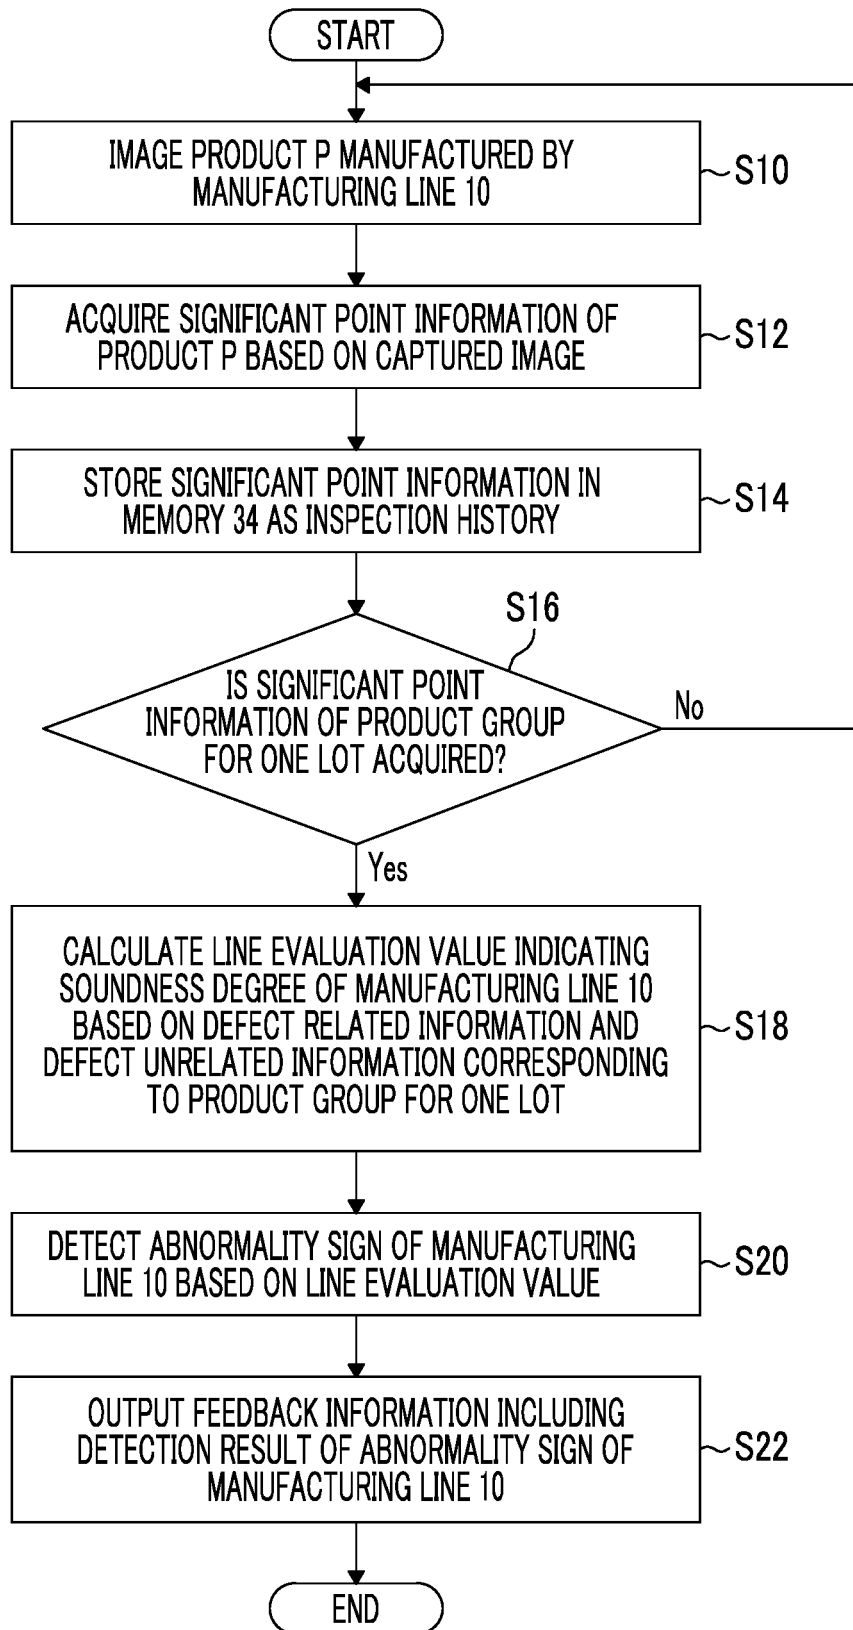 START
IMAGE PRODUCT P MANUFACTURED BY
MANUFACTURING LINE 10
S10
ACQUIRE SIGNIFICANT POINT INFORMATION OF
PRODUCT P BASED ON CAPTURED IMAGE
S12
STORE SIGNIFICANT POINT INFORMATION IN
MEMORY 34 AS INSPECTION HISTORY
S14
S16
IS SIGNIFICANT POINT
INFORMATION OF PRODUCT GROUP
FOR ONE LOT ACQUIRED?
No
Yes
CALCULATE LINE EVALUATION VALUE INDICATING
SOUNDNESS DEGREE OF MANUFACTURING LINE 10
BASED ON DEFECT RELATED INFORMATION AND
DEFECT UNRELATED INFORMATION CORRESPONDING
TO PRODUCT GROUP FOR ONE LOT
S18
DETECT ABNORMALITY SIGN OF MANUFACTURING
LINE 10 BASED ON LINE EVALUATION VALUE
S20
OUTPUT FEEDBACK INFORMATION INCLUDING
DETECTION RESULT OF ABNORMALITY SIGN OF
MANUFACTURING LINE 10
S22
END